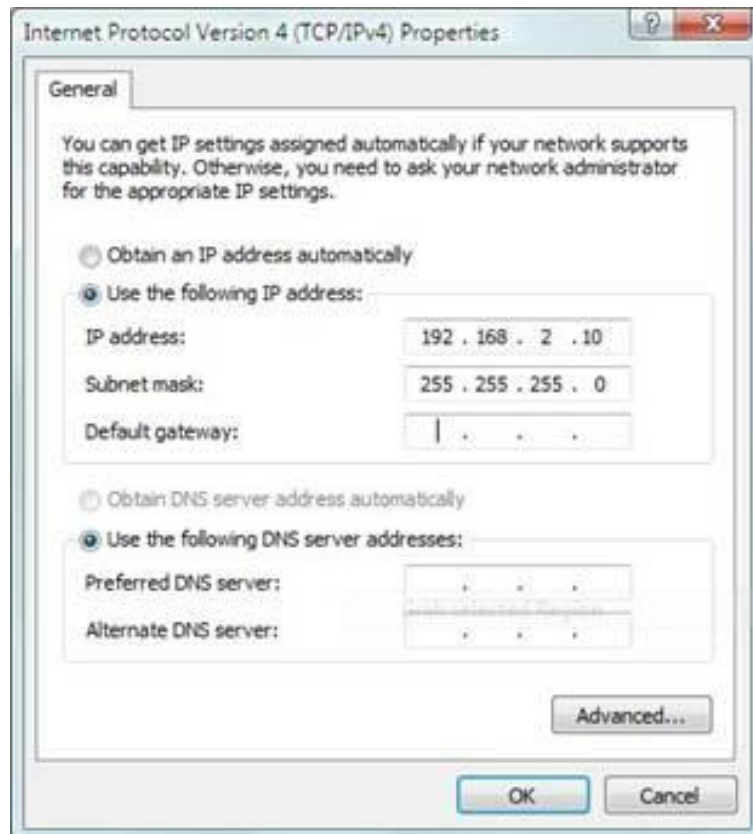 Internet Protocol Version 4 (TCP/IPv4) Properties
General
You can get IP settings assigned automatically if your network supports
this capability. Otherwise, you need to ask your network administrator
for the appropriate IP settings.
Obtain an IP address automatically
Use the following IP address:
IP address: 192 . 168 . 2 . 10
Subnet mask: 255 . 255 . 255 . 0
Default gateway: . . .
Obtain DNS server address automatically
Use the following DNS server addresses:
Preferred DNS server: . . .
Alternate DNS server: . . .
Advanced...
OK Cancel